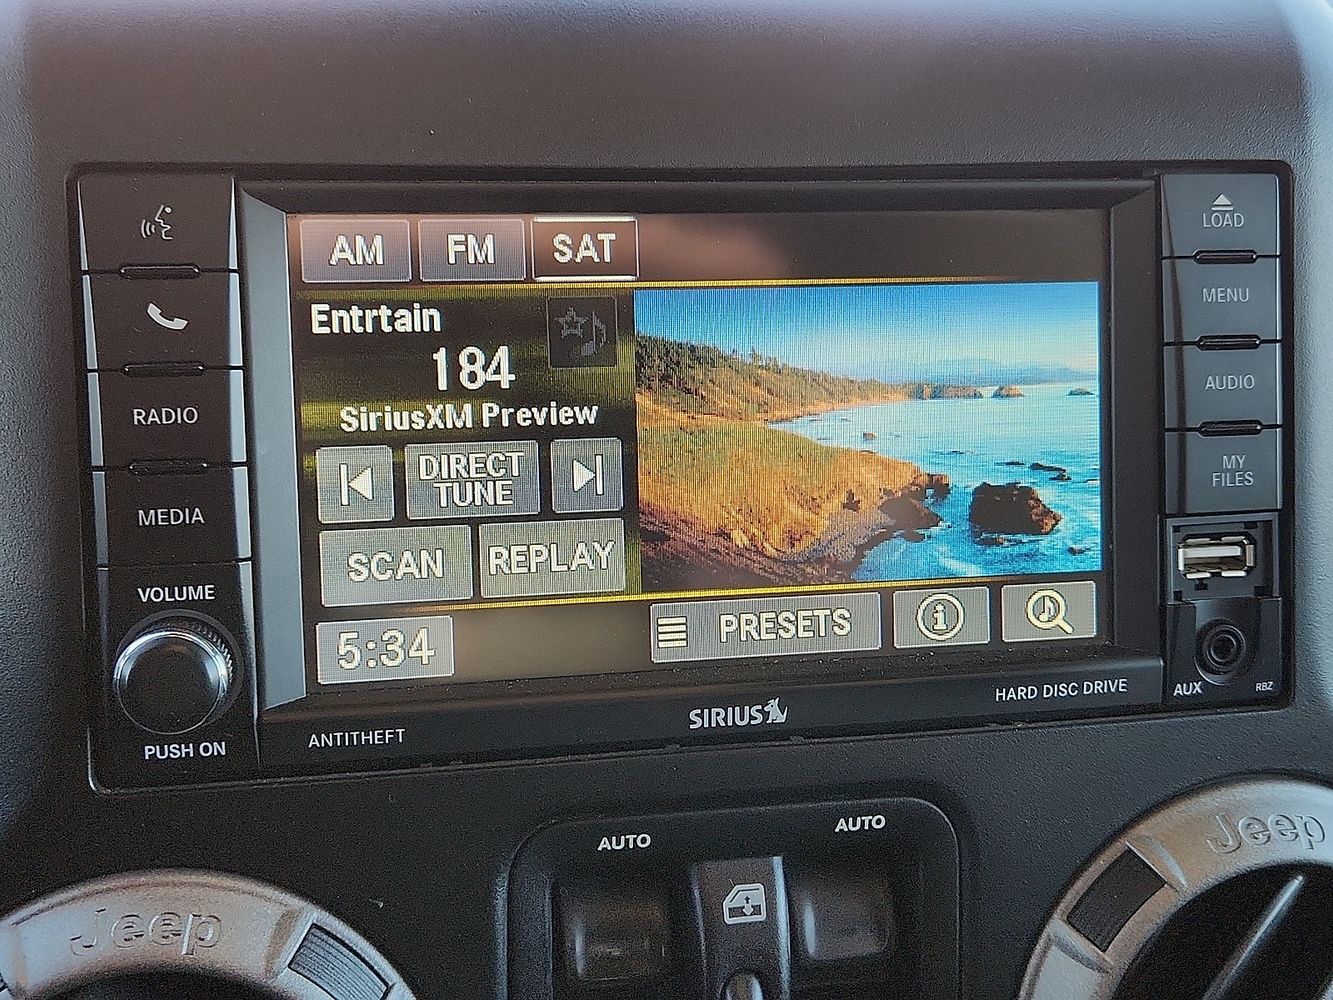 AM FM SAT
Entrtain
184
SiriusXM Preview
DIRECT
TUNE
SCAN REPLAY
5:34
PRESETS
RADIO
MEDIA
VOLUME
PUSH ON
LOAD
MENU
AUDIO
MY
FILES
AUX
RBZ
ANTITHEFT
SIRIUS
HARD DISC DRIVE
AUTO
AUTO
Jeep
Jeep